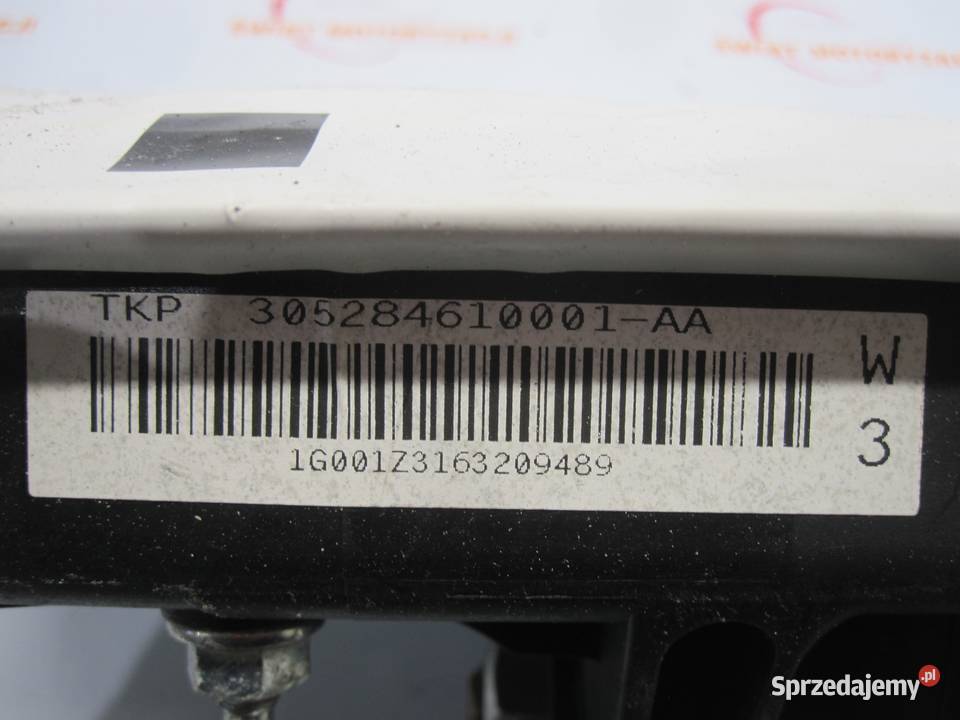 TKP 305284610001-AA
W
3
1G001Z3163209489
Sprzedajemy.pl